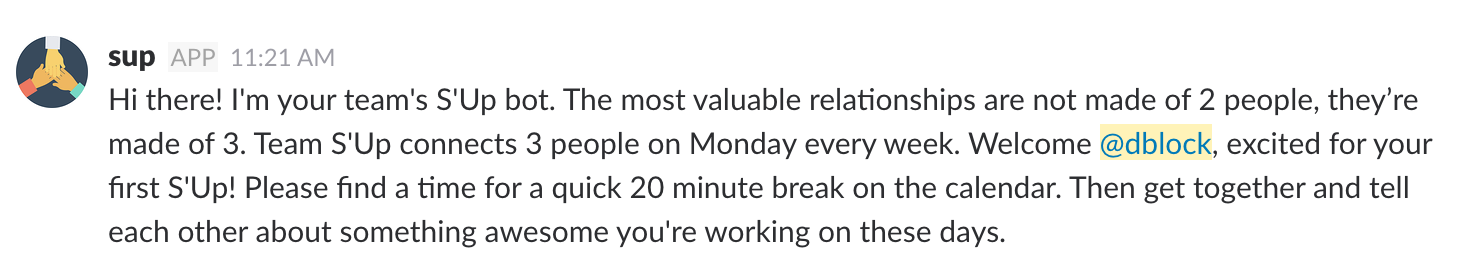 sup APP 11:21 AM
Hi there! I'm your team's S'Up bot. The most valuable relationships are not made of 2 people, they’re
made of 3. Team S'Up connects 3 people on Monday every week. Welcome @dblock, excited for your
first S'Up! Please find a time for a quick 20 minute break on the calendar. Then get together and tell
each other about something awesome you're working on these days.